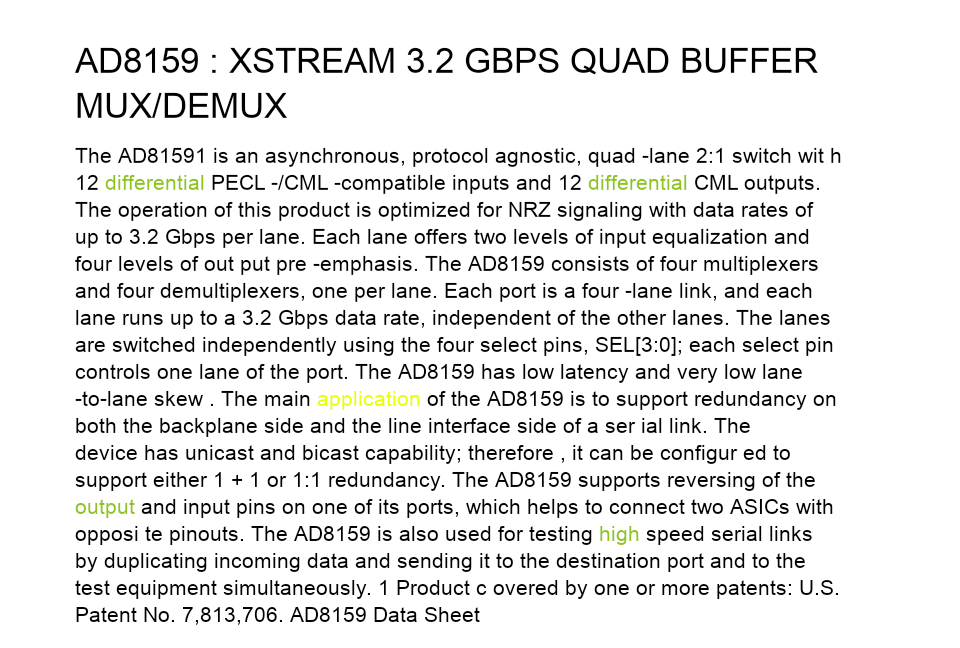 AD8159 : XSTREAM 3.2 GBPS QUAD BUFFER
MUX/DEMUX
The AD81591 is an asynchronous, protocol agnostic, quad -lane 2:1 switch wit h
12 differential PECL -/CML -compatible inputs and 12 differential CML outputs.
The operation of this product is optimized for NRZ signaling with data rates of
up to 3.2 Gbps per lane. Each lane offers two levels of input equalization and
four levels of out put pre -emphasis. The AD8159 consists of four multiplexers
and four demultiplexers, one per lane. Each port is a four -lane link, and each
lane runs up to a 3.2 Gbps data rate, independent of the other lanes. The lanes
are switched independently using the four select pins, SEL[3:0]; each select pin
controls one lane of the port. The AD8159 has low latency and very low lane
-to-lane skew . The main application of the AD8159 is to support redundancy on
both the backplane side and the line interface side of a ser ial link. The
device has unicast and bicast capability; therefore , it can be configur ed to
support either 1 + 1 or 1:1 redundancy. The AD8159 supports reversing of the
output and input pins on one of its ports, which helps to connect two ASICs with
opposi te pinouts. The AD8159 is also used for testing high speed serial links
by duplicating incoming data and sending it to the destination port and to the
test equipment simultaneously. 1 Product c overed by one or more patents: U.S.
Patent No. 7,813,706. AD8159 Data Sheet